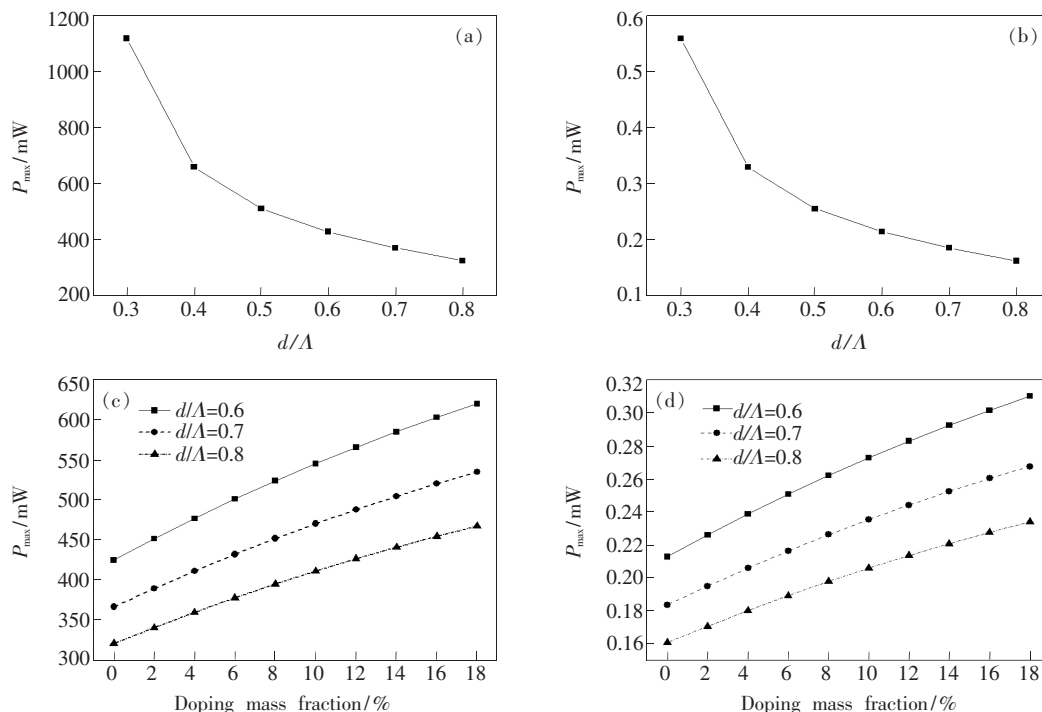 1200
1000
800
600
400
200
P_max/mW
(a)
0.3 0.4 0.5 0.6 0.7 0.8
d/Λ
0.6
0.5
0.4
0.3
0.2
0.1
P_max/mW
(b)
0.3 0.4 0.5 0.6 0.7 0.8
d/Λ
650
600
550
500
450
400
350
300
P_max/mW
(c)
d/Λ=0.6
d/Λ=0.7
d/Λ=0.8
0 2 4 6 8 10 12 14 16 18
Doping mass fraction/%
0.32
0.30
0.28
0.26
0.24
0.22
0.20
0.18
0.16
P_max/mW
(d)
d/Λ=0.6
d/Λ=0.7
d/Λ=0.8
0 2 4 6 8 10 12 14 16 18
Doping mass fraction/%